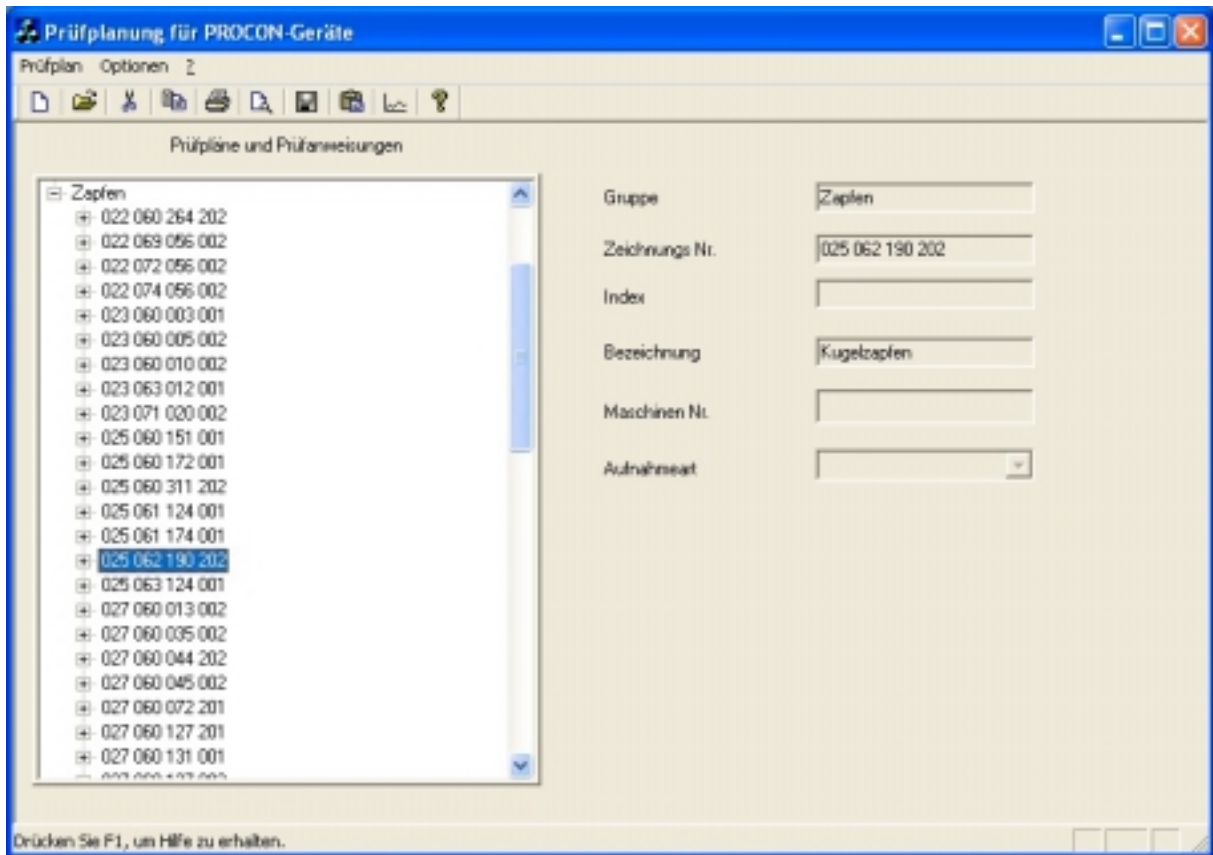 Prüfplanung für PROCON-Geräte
Prüfplan Optionen ?
Prüfpläne und Prüfanweisungen
Zapfen
022 060 264 202
022 069 056 002
022 072 056 002
022 074 056 002
023 060 003 001
023 060 005 002
023 060 010 002
023 063 012 001
023 071 020 002
025 060 151 001
025 060 172 001
025 060 311 202
025 061 124 001
025 061 174 001
025 062 190 202
025 063 124 001
027 060 013 002
027 060 035 002
027 060 044 202
027 060 045 002
027 060 072 201
027 060 127 201
027 060 131 001
Gruppe Zapfen
Zeichnungs Nr. 025 062 190 202
Index
Bezeichnung Kugelzapfen
Maschinen Nr.
Aufnahmeart
Drücken Sie F1, um Hilfe zu erhalten.